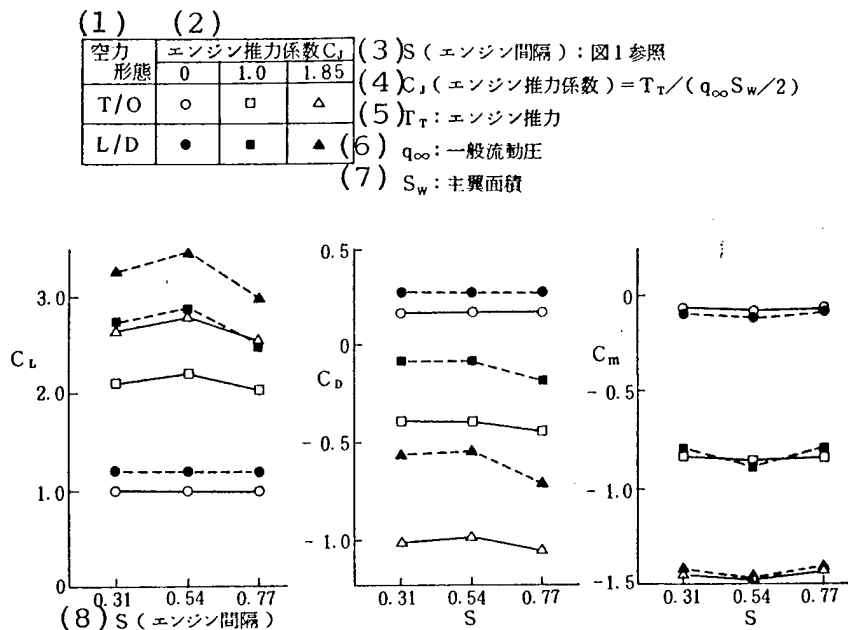 (1) (2)
空力形態 エンジン推力係数CJ
0 1.0 1.85
T/O
L/D
(3) S(エンジン間隔):図1参照
(4) CJ(エンジン推力係数)=TT/(q∞SW/2)
(5) TT:エンジン推力
(6) q∞:一般流動圧
(7) SW:主翼面積
CL
3.0
2.0
1.0
0
0.31 0.54 0.77
(8) S(エンジン間隔)
CD
0.5
0
-0.5
-1.0
0.31 0.54 0.77
S
Cm
0
-0.5
-1.0
-1.5
0.31 0.54 0.77
S